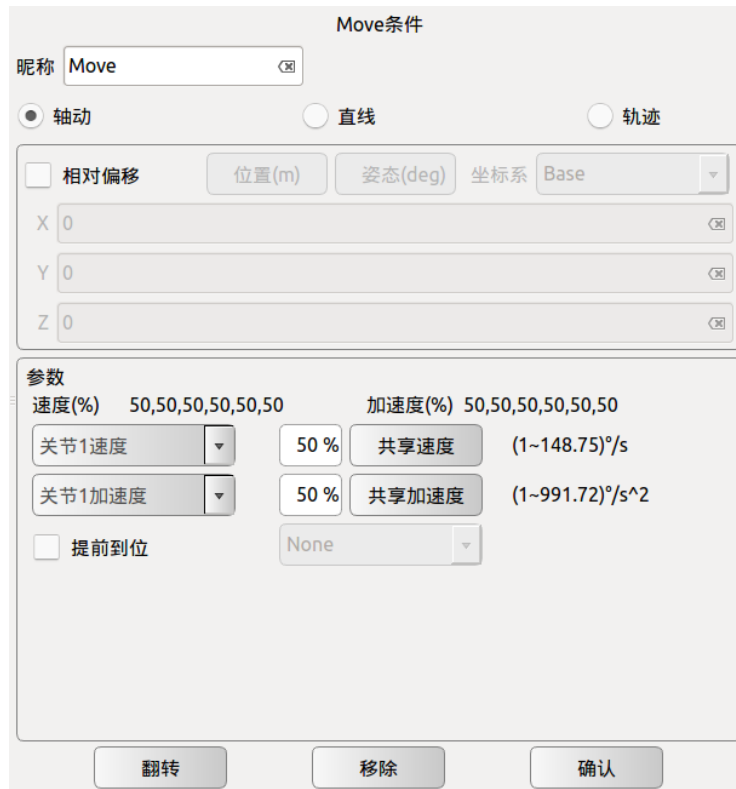 Move条件
昵称 Move
轴动 直线 轨迹
相对偏移 位置(m) 姿态(deg) 坐标系 Base
X 0
Y 0
Z 0
参数
速度(%) 50,50,50,50,50,50 加速度(%) 50,50,50,50,50,50
关节1速度 50 % 共享速度 (1~148.75)°/s
关节1加速度 50 % 共享加速度 (1~991.72)°/s^2
提前到位 None
翻转 移除 确认